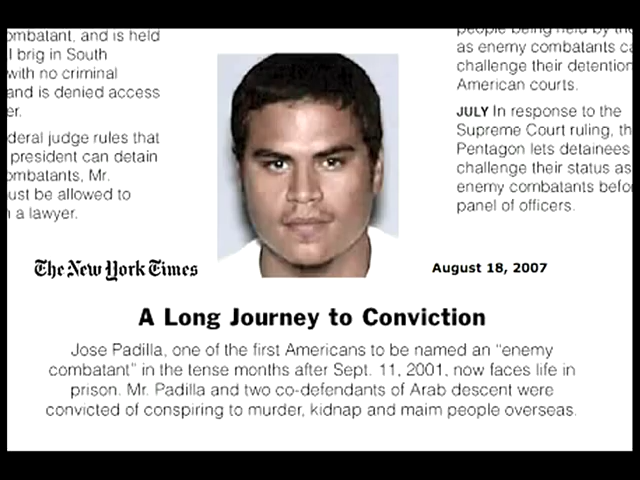 ombatant, and is held
l brig in South
with no criminal
and is denied access
er.
deral judge rules that
president can detain
ombatants, Mr.
ust be allowed to
a lawyer.
people being held by the
as enemy combatants ca
challenge their detention
American courts.
JULY In response to the
Supreme Court ruling, th
Pentagon lets detainees
challenge their status as
enemy combatants befo
panel of officers.
The New York Times
August 18, 2007
A Long Journey to Conviction
Jose Padilla, one of the first Americans to be named an "enemy
combatant" in the tense months after Sept. 11, 2001, now faces life in
prison. Mr. Padilla and two co-defendants of Arab descent were
convicted of conspiring to murder, kidnap and maim people overseas.